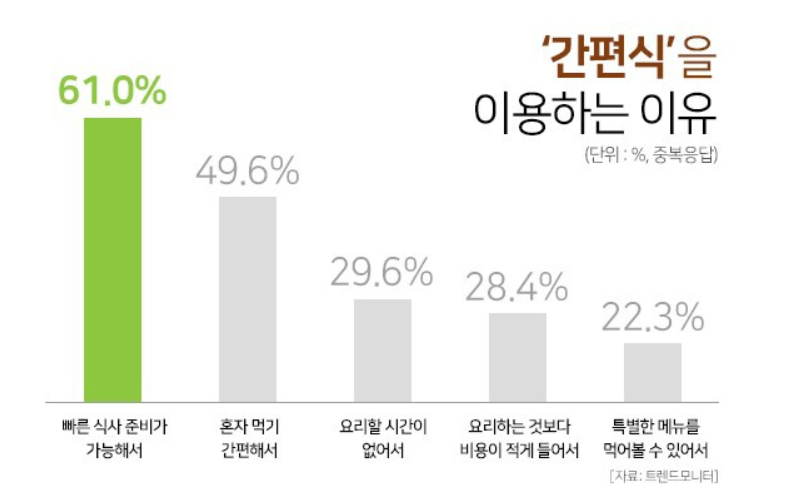 ‘간편식’을
이용하는 이유
(단위 : %, 중복응답)
61.0%
49.6%
29.6%
28.4%
22.3%
빠른 식사 준비가
가능해서
혼자 먹기
간편해서
요리할 시간이
없어서
요리하는 것보다
비용이 적게 들어서
특별한 메뉴를
먹어볼 수 있어서
[자료: 트렌드모니터]